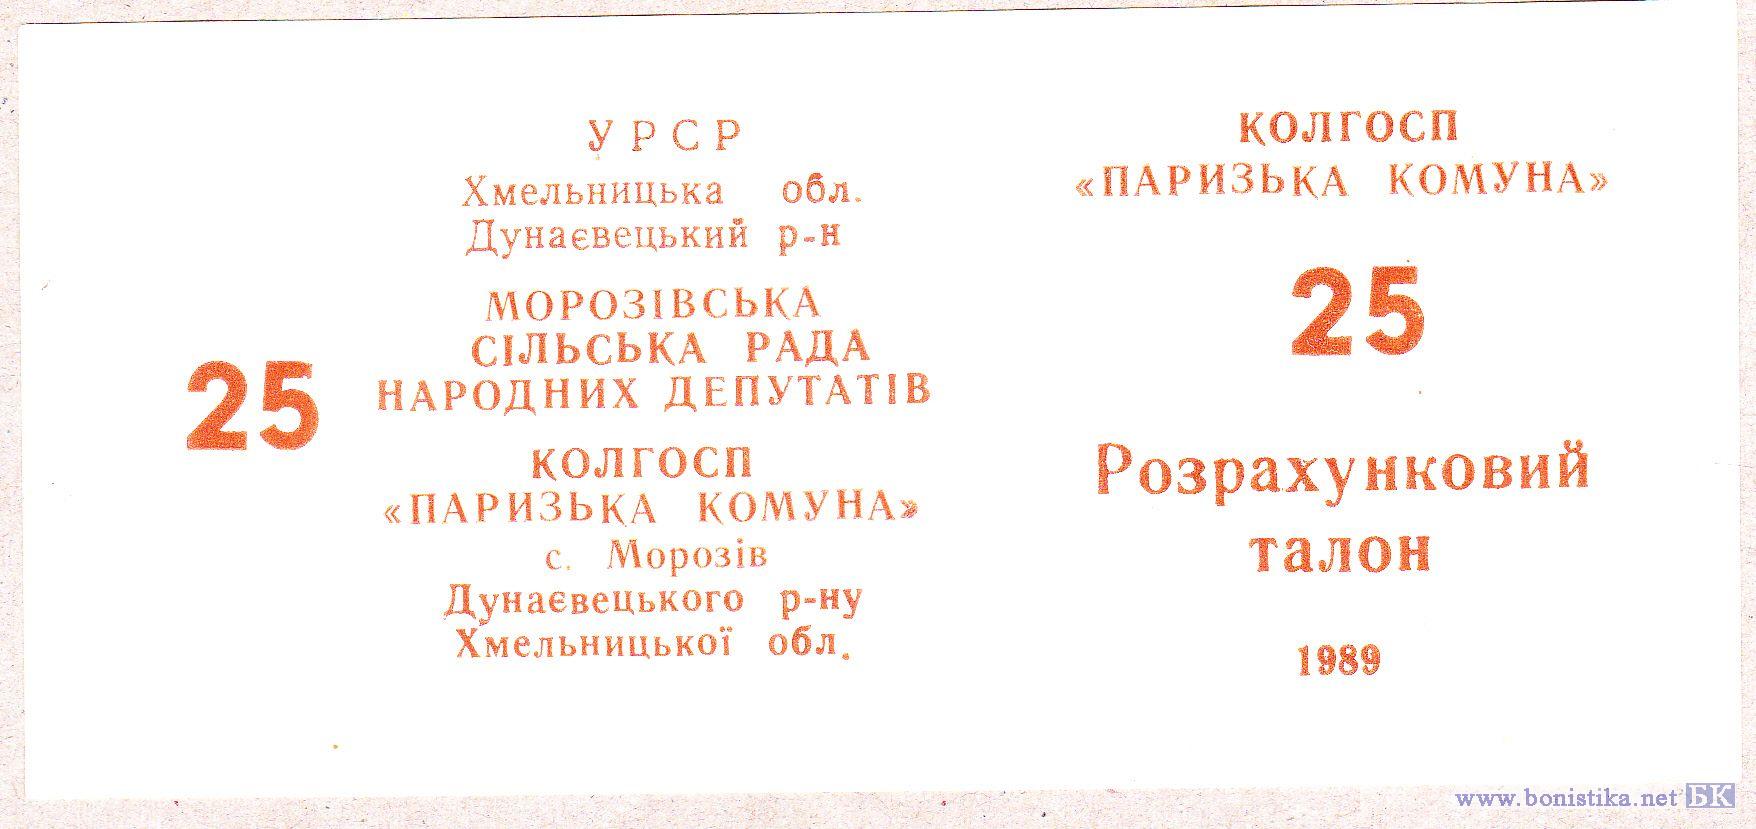 УРСР
Хмельницька обл.
Дунаєвецький р-н
МОРОЗІВСЬКА
СІЛЬСЬКА РАДА
НАРОДНИХ ДЕПУТАТІВ
25
КОЛГОСП
«ПАРИЗЬКА КОМУНА»
с. Морозів
Дунаєвецького р-ну
Хмельницької обл.
КОЛГОСП
«ПАРИЗЬКА КОМУНА»
25
Розрахунковий
талон
1989
www.bonistika.net БК